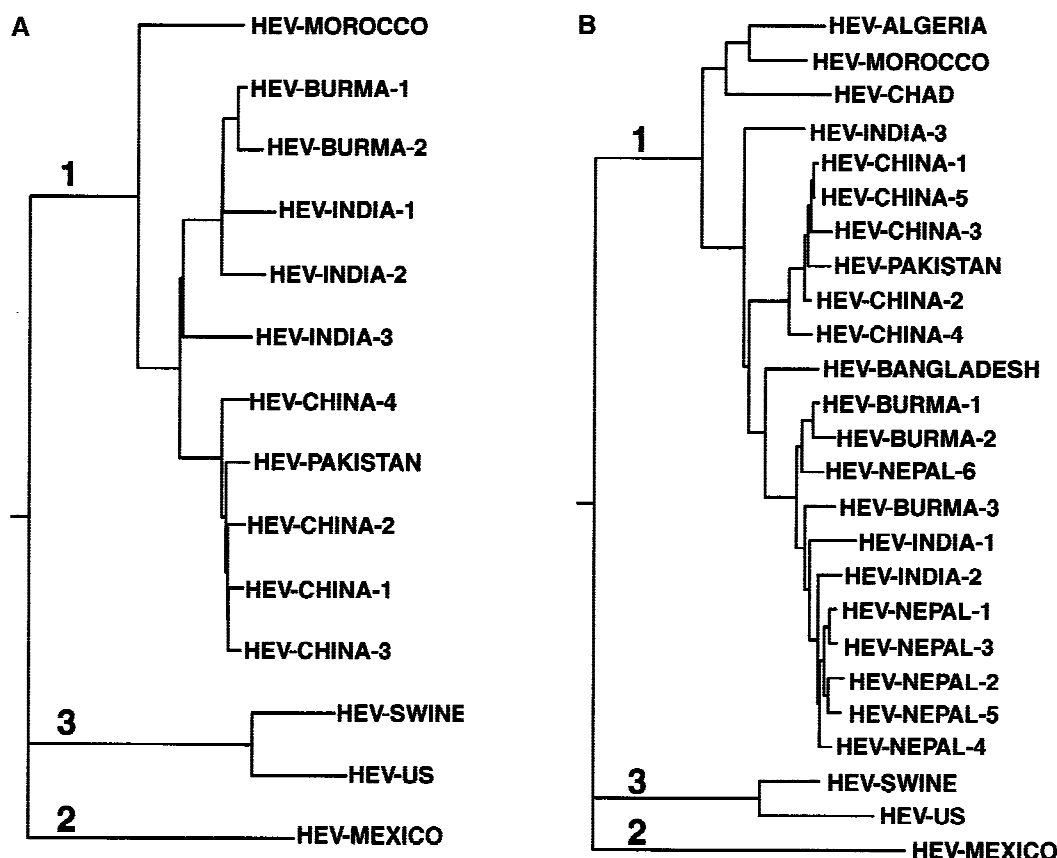 A
HEV-MOROCCO
HEV-BURMA-1
HEV-BURMA-2
1
HEV-INDIA-1
HEV-INDIA-2
HEV-INDIA-3
HEV-CHINA-4
HEV-PAKISTAN
HEV-CHINA-2
HEV-CHINA-1
HEV-CHINA-3
HEV-SWINE
3
HEV-US
2
HEV-MEXICO
B
HEV-ALGERIA
HEV-MOROCCO
HEV-CHAD
HEV-INDIA-3
1
HEV-CHINA-1
HEV-CHINA-5
HEV-CHINA-3
HEV-PAKISTAN
HEV-CHINA-2
HEV-CHINA-4
HEV-BANGLADESH
HEV-BURMA-1
HEV-BURMA-2
HEV-NEPAL-6
HEV-BURMA-3
HEV-INDIA-1
HEV-INDIA-2
HEV-NEPAL-1
HEV-NEPAL-3
HEV-NEPAL-2
HEV-NEPAL-5
HEV-NEPAL-4
3
HEV-SWINE
HEV-US
2
HEV-MEXICO